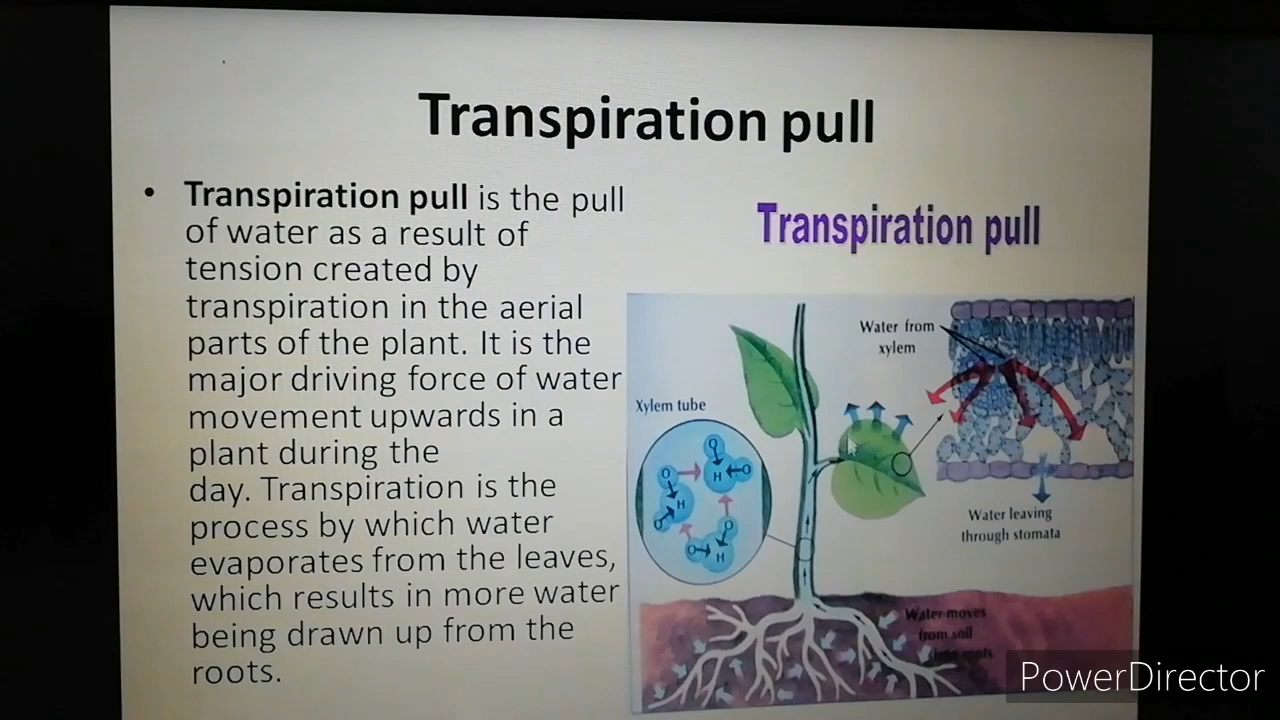 Transpiration pull
• Transpiration pull is the pull
of water as a result of
tension created by
transpiration in the aerial
parts of the plant. It is the
major driving force of water
movement upwards in a
plant during the
day. Transpiration is the
process by which water
evaporates from the leaves,
which results in more water
being drawn up from the
roots.
Transpiration pull
Water from
xylem
Xylem tube
O
H O
O
H
O
O
O H
Water leaving
through stomata
Water moves
from soil
into roots
PowerDirector